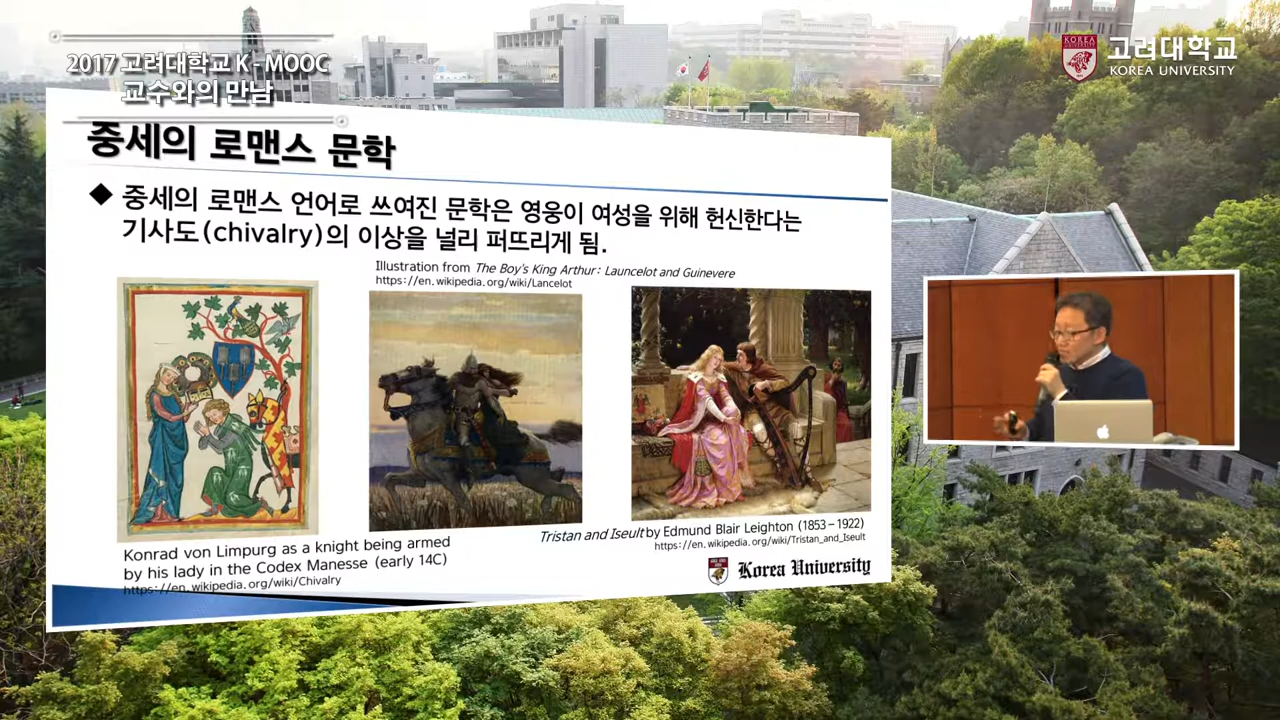 2017 고려대학교 K - MOOC
교수와의 만남
KOREA
고려대학교
KOREA UNIVERSITY
중세의 로맨스 문학
◆ 중세의 로맨스 언어로 쓰여진 문학은 영웅이 여성을 위해 헌신한다는
기사도(chivalry)의 이상을 널리 퍼뜨리게 됨.
Illustration from The Boy's King Arthur: Launcelot and Guinevere
https://en.wikipedia.org/wiki/Lancelot
Konrad von Limpurg as a knight being armed
by his lady in the Codex Manesse (early 14C)
https://en.wikipedia.org/wiki/Chivalry
Tristan and Iseult by Edmund Blair Leighton (1853-1922)
https://en.wikipedia.org/wiki/Tristan_and_Iseult
Korea University